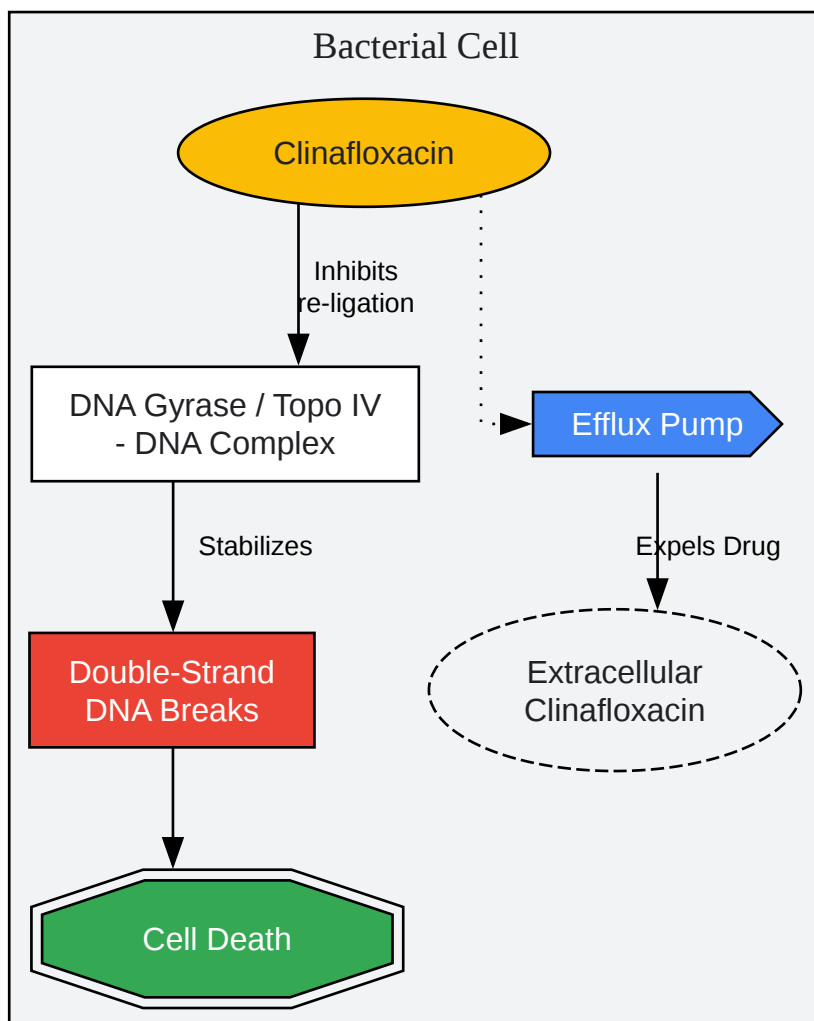 Bacterial Cell
Clinafloxacin
Inhibits
re-ligation
DNA Gyrase / Topo IV
- DNA Complex
Efflux Pump
Stabilizes
Expels Drug
Double-Strand
DNA Breaks
Extracellular
Clinafloxacin
Cell Death